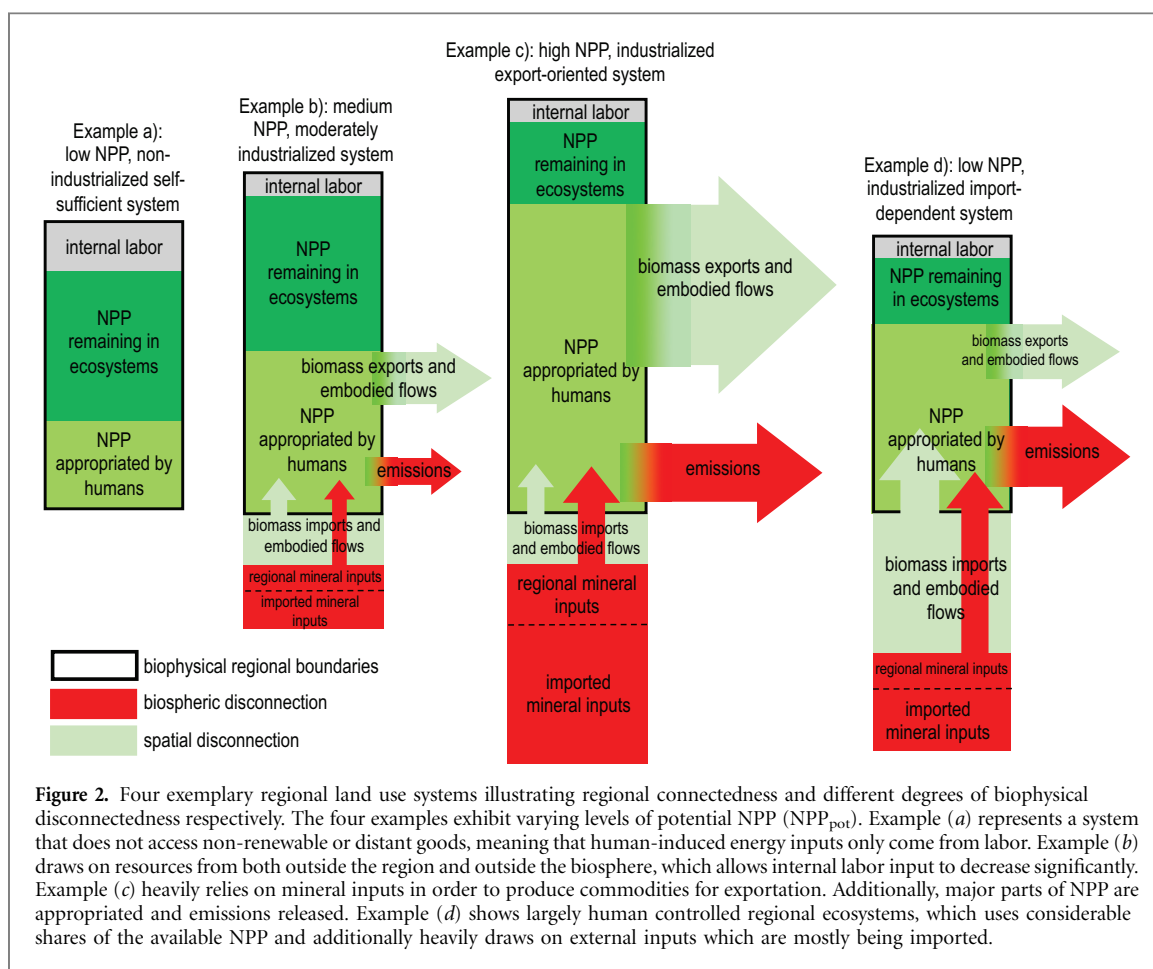 Example a):
low NPP, non-
industrialized self-
sufficient system
internal labor
NPP
remaining in
ecosystems
NPP
appropriated by
humans
Example b): medium
NPP, moderately
industrialized system
internal labor
NPP
remaining in
ecosystems
biomass exports and
embodied flows
NPP
appropriated by
humans
emissions
biomass imports and
embodied flows
regional mineral inputs
imported mineral
inputs
Example c): high NPP, industrialized
export-oriented system
internal labor
NPP
remaining in
ecosystems
biomass exports and
embodied flows
NPP
appropriated by
humans
emissions
biomass imports
and embodied flows
regional mineral
inputs
imported
mineral inputs
Example d): low NPP,
industrialized import-
dependent system
internal labor
NPP remaining
in ecosystems
biomass exports
and embodied flows
NPP
appropriated by
humans
emissions
biomass imports
and embodied
flows
regional mineral inputs
imported
mineral inputs
biophysical regional boundaries
biospheric disconnection
spatial disconnection
Figure 2. Four exemplary regional land use systems illustrating regional connectedness and different degrees of biophysical
disconnectedness respectively. The four examples exhibit varying levels of potential NPP (NPPpot). Example (a) represents a system
that does not access non-renewable or distant goods, meaning that human-induced energy inputs only come from labor. Example (b)
draws on resources from both outside the region and outside the biosphere, which allows internal labor input to decrease significantly.
Example (c) heavily relies on mineral inputs in order to produce commodities for exportation. Additionally, major parts of NPP are
appropriated and emissions released. Example (d) shows largely human controlled regional ecosystems, which uses considerable
shares of the available NPP and additionally heavily draws on external inputs which are mostly being imported.